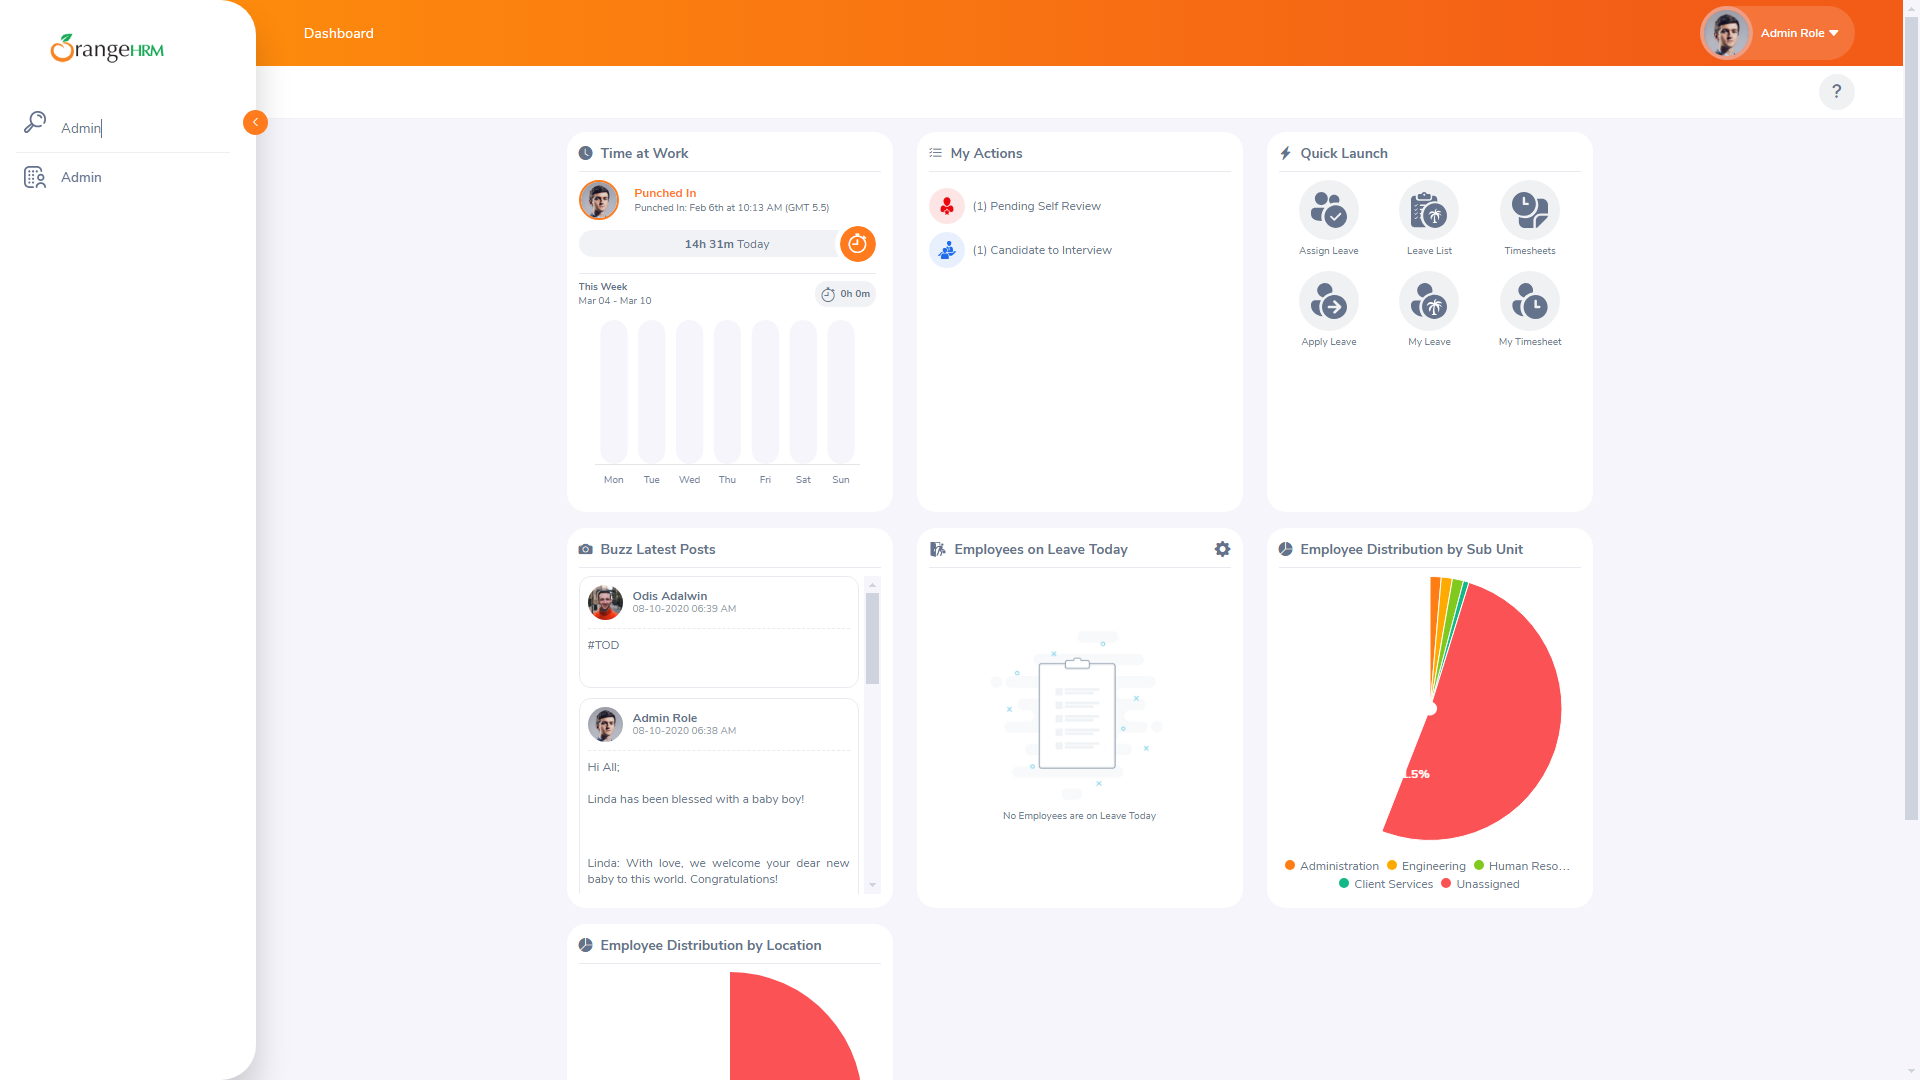 OrangeHRM
Admin
Admin
Dashboard
Admin Role
?
Time at Work
Punched In
Punched In: Feb 6th at 10:13 AM (GMT 5.5)
14h 31m Today
This Week
Mar 04 - Mar 10
0h 0m
Mon Tue Wed Thu Fri Sat Sun
My Actions
(1) Pending Self Review
(1) Candidate to Interview
Quick Launch
Assign Leave
Leave List
Timesheets
Apply Leave
My Leave
My Timesheet
Buzz Latest Posts
Odis Adalwin
08-10-2020 06:39 AM
#TOD
Admin Role
08-10-2020 06:38 AM
Hi All;
Linda has been blessed with a baby boy!
Linda: With love, we welcome your dear new
baby to this world. Congratulations!
Employees on Leave Today
No Employees are on Leave Today
Employee Distribution by Sub Unit
.5%
Administration Engineering Human Reso...
Client Services Unassigned
Employee Distribution by Location